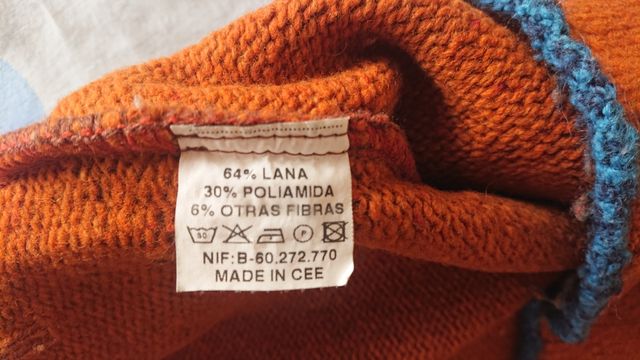 64% LANA
30% POLIAMIDA
6% OTRAS FIBRAS
NIF:B-60.272.770
MADE IN CEE